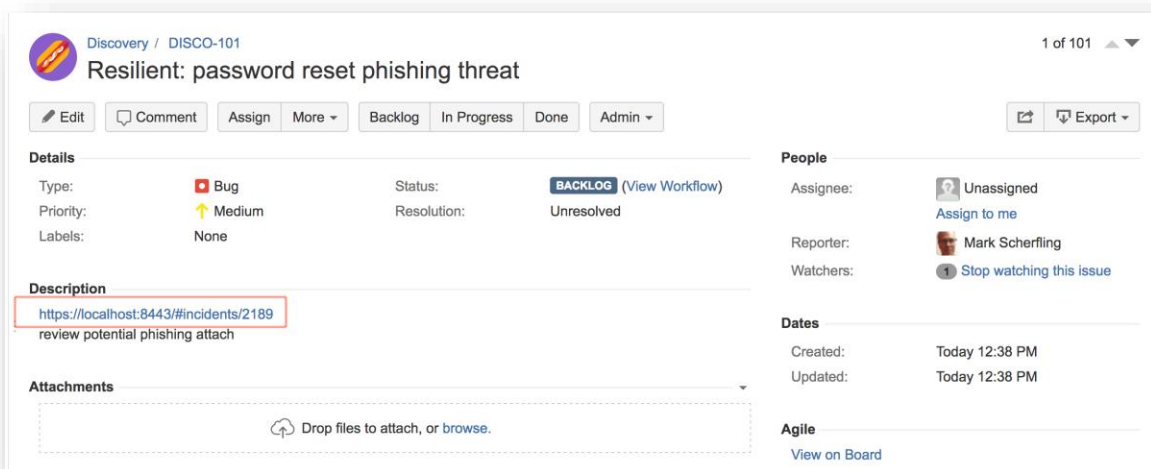 Discovery / DISCO-101
1 of 101
Resilient: password reset phishing threat
Edit Comment Assign More Backlog In Progress Done Admin Export
Details
Type: Bug Status: BACKLOG (View Workflow)
Priority: Medium Resolution: Unresolved
Labels: None
Description
https://localhost:8443/#incidents/2189
review potential phishing attach
Attachments
Drop files to attach, or browse.
People
Assignee: Unassigned
Assign to me
Reporter: Mark Scherfling
Watchers: 1 Stop watching this issue
Dates
Created: Today 12:38 PM
Updated: Today 12:38 PM
Agile
View on Board